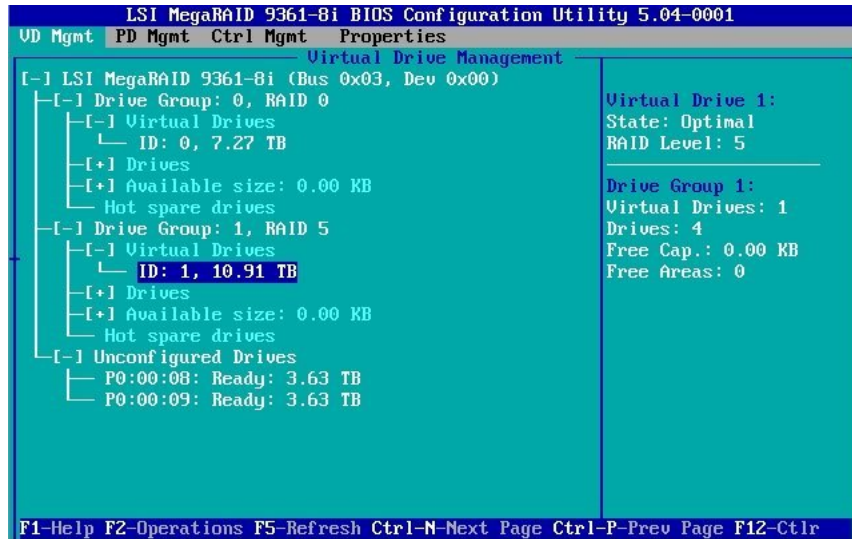 LSI MegaRAID 9361-8i BIOS Configuration Utility 5.04-0001
VD Mgmt PD Mgmt Ctrl Mgmt Properties
Virtual Drive Management
[-] LSI MegaRAID 9361-8i (Bus 0x03, Dev 0x00)
[-] Drive Group: 0, RAID 0
[-] Virtual Drives
ID: 0, 7.27 TB
[+] Drives
[+] Available size: 0.00 KB
Hot spare drives
[-] Drive Group: 1, RAID 5
[-] Virtual Drives
ID: 1, 10.91 TB
[+] Drives
[+] Available size: 0.00 KB
Hot spare drives
[-] Unconfigured Drives
P0:00:08: Ready: 3.63 TB
P0:00:09: Ready: 3.63 TB
Virtual Drive 1:
State: Optimal
RAID Level: 5
Drive Group 1:
Virtual Drives: 1
Drives: 4
Free Cap.: 0.00 KB
Free Areas: 0
F1-Help F2-Operations F5-Refresh Ctrl-N-Next Page Ctrl-P-Prev Page F12-Ctlr